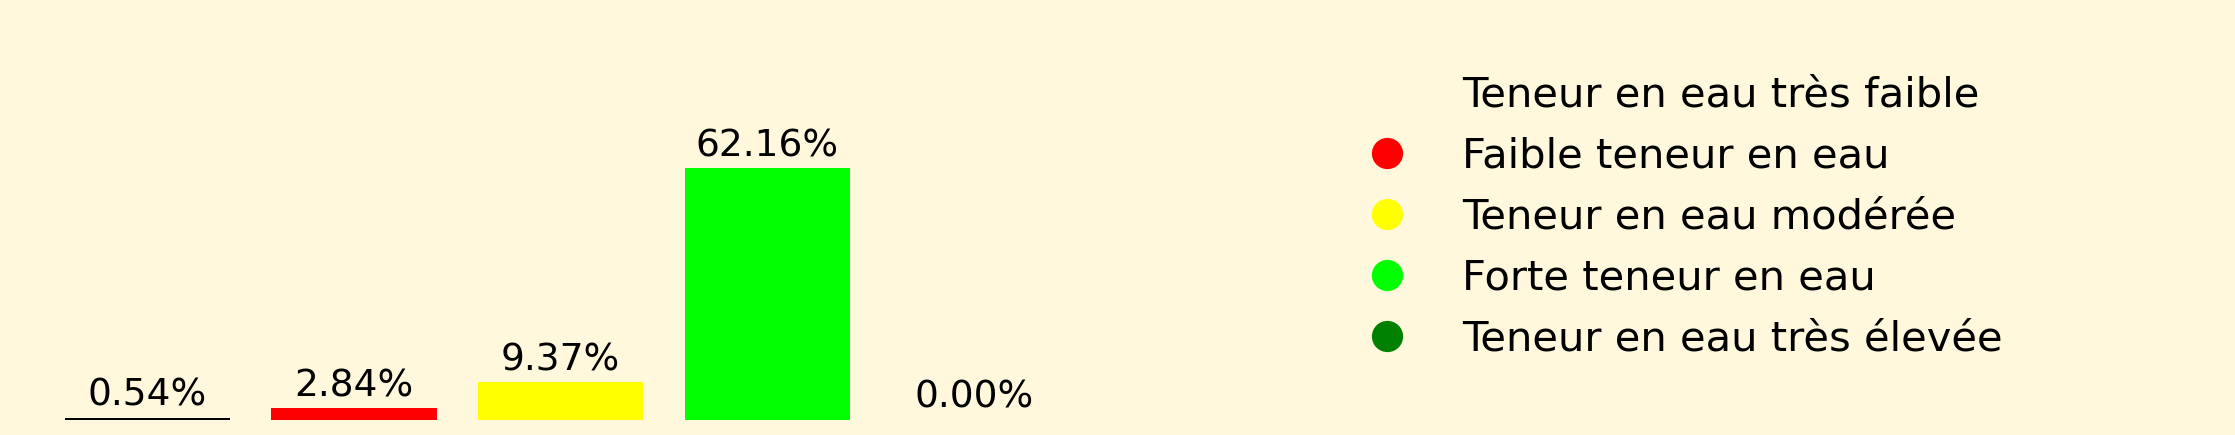 0.54%
2.84%
9.37%
62.16%
0.00%
Teneur en eau très faible
Faible teneur en eau
Teneur en eau modérée
Forte teneur en eau
Teneur en eau très élevée